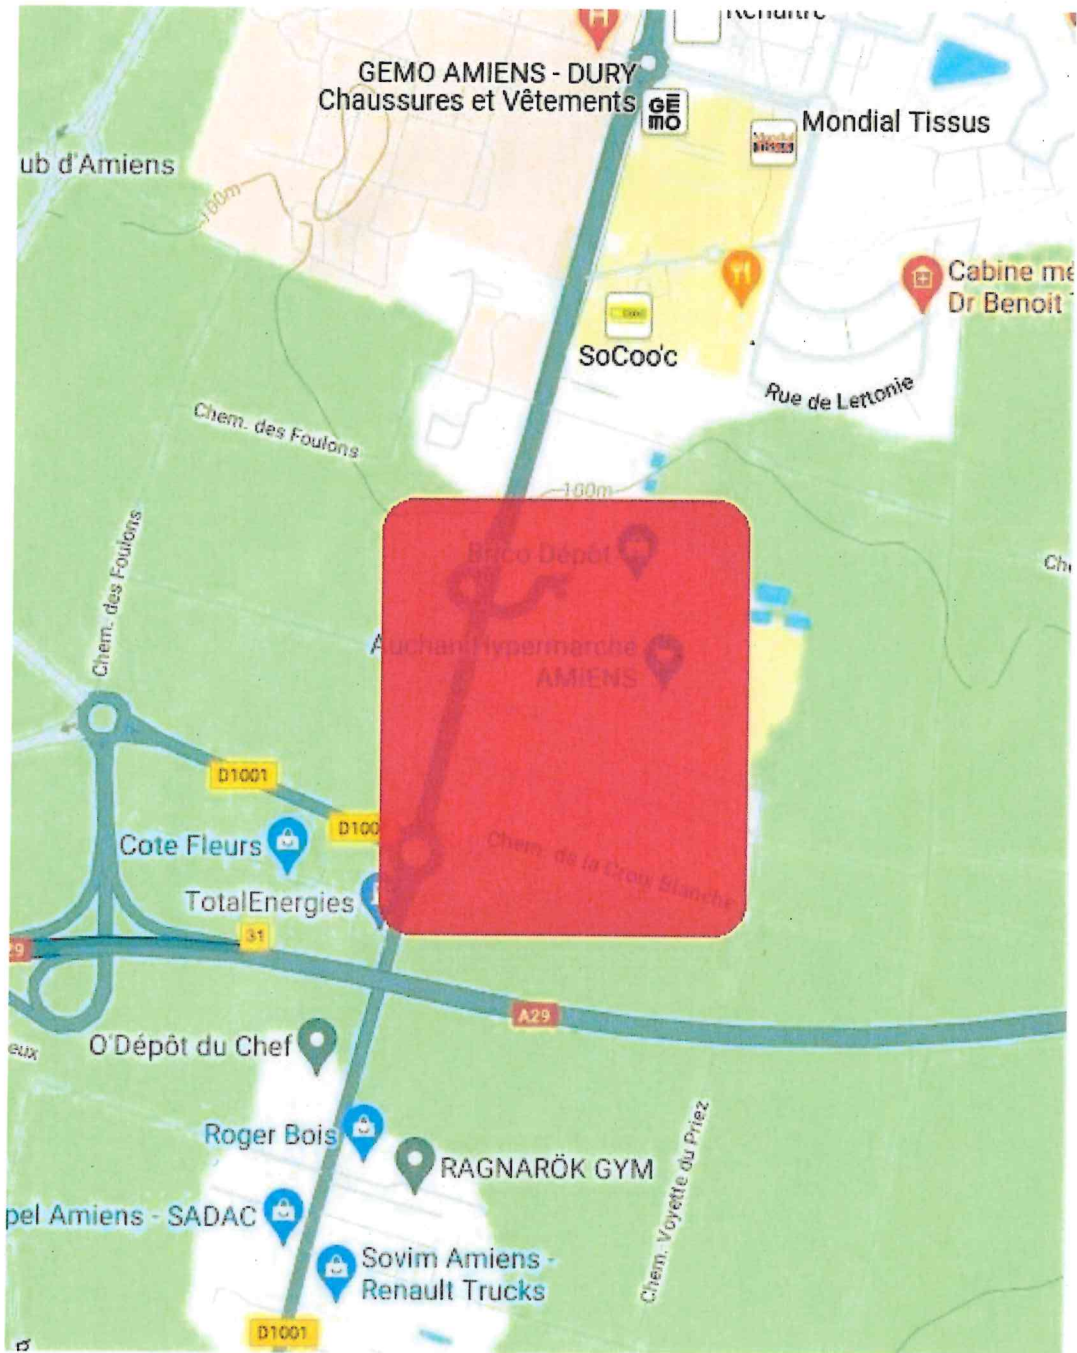 GEMO AMIENS - DURY
Chaussures et Vêtements
GĒMO
Mondial Tissus
ub d'Amiens
100m
Cabine mé
Dr Benoit
SoCoo'c
Rue de Lettonie
Chem. des Foulons
100m
Brico Dépôt
Chem. des Foulons
Auchan Hypermarché
AMIENS
D1001
D100
Cote Fleurs
Chem. de la Croix Blanche
TotalEnergies
31
A29
O'Dépôt du Chef
eux
Roger Bois
RAGNARÖK GYM
Chem. Voyette du Priez
pel Amiens - SADAC
Sovim Amiens -
Renault Trucks
D1001